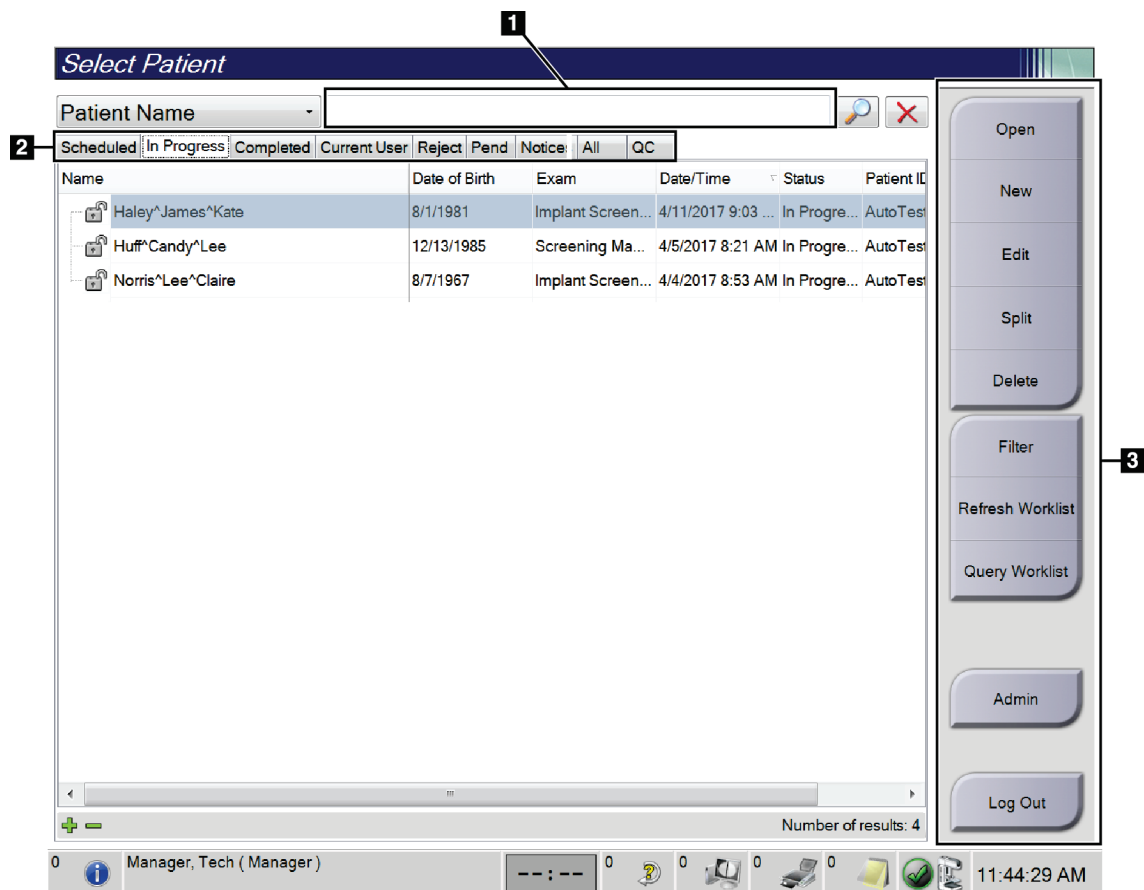 1
Select Patient
Patient Name
2
Scheduled In Progress Completed Current User Reject Pend Notice All QC
Name Date of Birth Exam Date/Time Status Patient ID
Haley^James^Kate 8/1/1981 Implant Screen... 4/11/2017 9:03 ... In Progre... AutoTest
Huff^Candy^Lee 12/13/1985 Screening Ma... 4/5/2017 8:21 AM In Progre... AutoTest
Norris^Lee^Claire 8/7/1967 Implant Screen... 4/4/2017 8:53 AM In Progre... AutoTest
Open
New
Edit
Split
Delete
Filter
3
Refresh Worklist
Query Worklist
Admin
Log Out
Number of results: 4
0 Manager, Tech ( Manager ) --:-- 0 0 0 0 11:44:29 AM